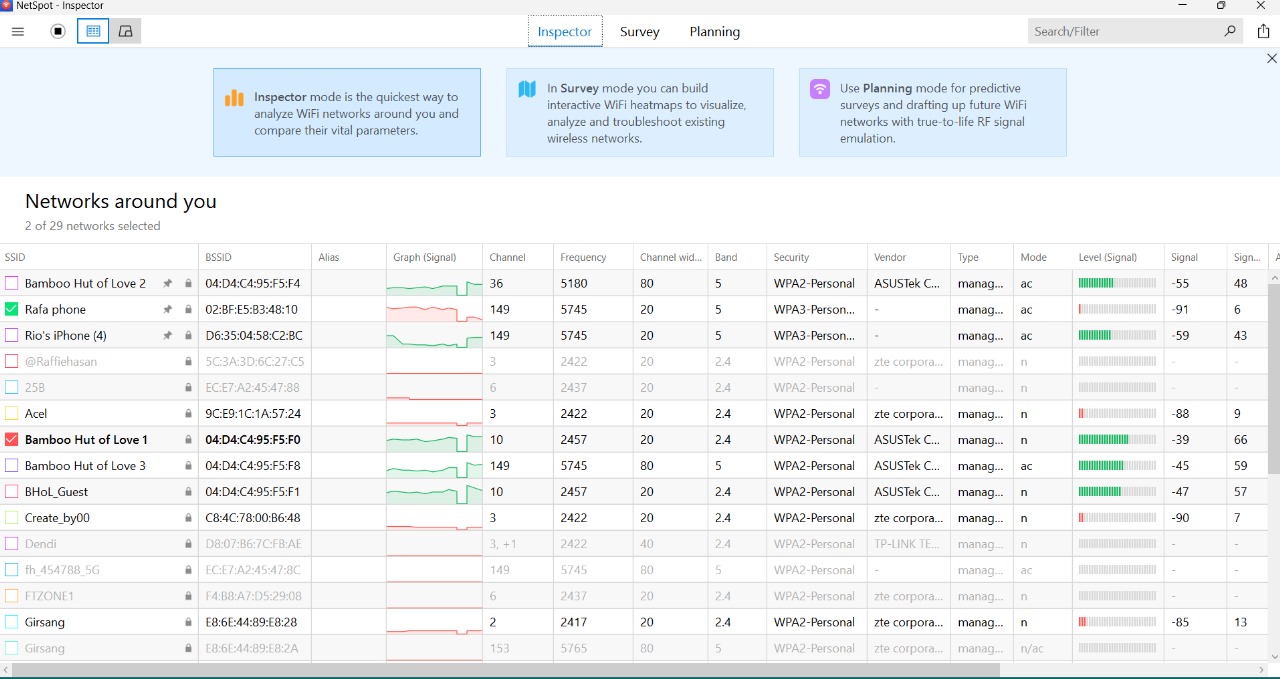 NetSpot - Inspector
Inspector Survey Planning Search/Filter
Inspector mode is the quickest way to
analyze WiFi networks around you and
compare their vital parameters.
In Survey mode you can build
interactive WiFi heatmaps to visualize,
analyze and troubleshoot existing
wireless networks.
Use Planning mode for predictive
surveys and drafting up future WiFi
networks with true-to-life RF signal
emulation.
Networks around you
2 of 29 networks selected
SSID BSSID Alias Graph (Signal) Channel Frequency Channel wid... Band Security Vendor Type Mode Level (Signal) Signal Sign... A
Bamboo Hut of Love 2 04:D4:C4:95:F5:F4 36 5180 80 5 WPA2-Personal ASUSTek C... manag... ac -55 48
Rafa phone 02:BF:E5:B3:48:10 149 5745 20 5 WPA3-Person... - manag... ac -91 6
Rio's iPhone (4) D6:35:04:58:C2:BC 149 5745 20 5 WPA3-Person... - manag... ac -59 43
@Raffiehasan 5C:3A:3D:6C:27:C5 3 2422 20 2.4 WPA2-Personal zte corpora... manag... n - -
25B EC:E7:A2:45:47:88 6 2437 20 2.4 WPA2-Personal - manag... n - -
Acel 9C:E9:1C:1A:57:24 3 2422 20 2.4 WPA2-Personal zte corpora... manag... n -88 9
Bamboo Hut of Love 1 04:D4:C4:95:F5:F0 10 2457 20 2.4 WPA2-Personal ASUSTek C... manag... n -39 66
Bamboo Hut of Love 3 04:D4:C4:95:F5:F8 149 5745 80 5 WPA2-Personal ASUSTek C... manag... ac -45 59
BHoL_Guest 04:D4:C4:95:F5:F1 10 2457 20 2.4 WPA2-Personal ASUSTek C... manag... n -47 57
Create_by00 C8:4C:78:00:B6:48 3 2422 20 2.4 WPA2-Personal zte corpora... manag... n -90 7
Dendi D8:07:B6:7C:FB:AE 3, +1 2422 40 2.4 WPA2-Personal TP-LINK TE... manag... n - -
fh_454788_5G EC:E7:A2:45:47:8C 149 5745 80 5 WPA2-Personal - manag... ac - -
FTZONE1 F4:B8:A7:D5:29:08 6 2437 20 2.4 WPA2-Personal zte corpora... manag... n - -
Girsang E8:6E:44:89:E8:28 2 2417 20 2.4 WPA2-Personal zte corpora... manag... n -85 13
Girsang E8:6E:44:89:E8:2A 153 5765 80 5 WPA2-Personal zte corpora... manag... n/ac - -